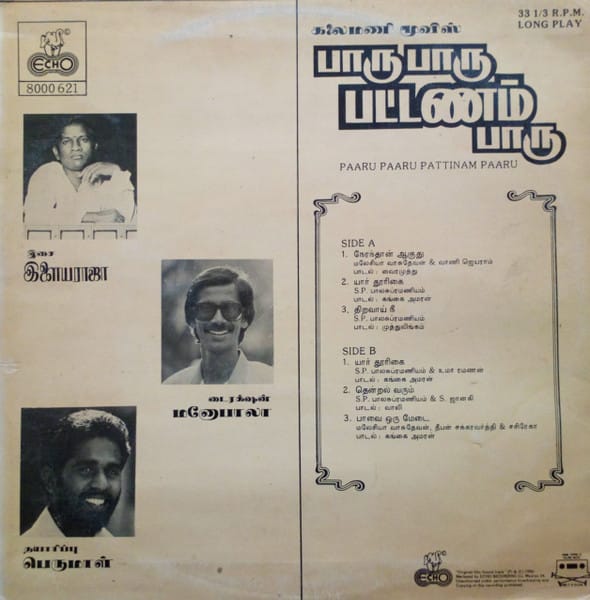 ECHO
8000 621
இசை
இளையராஜா
டைரக்ஷன்
மனோபாலா
தயாரிப்பு
பெருமாள்
33 1/3 R.P.M.
LONG PLAY
கலைமணி மூவிஸ்
பாரு பாரு
பட்டணம்
பாரு
PAARU PAARU PATTINAM PAARU
SIDE A
1. நேரந்தான் ஆகுது
மலேசியா வாசுதேவன் & வாணி ஜெயராம்
பாடல் : வைரமுத்து
2. யார் தூரிகை
S.P. பாலசுப்ரமணியம்
பாடல் : கங்கை அமரன்
3. திறவாய் நீ
S.P. பாலசுப்ரமணியம்
பாடல் : முத்துலிங்கம்
SIDE B
1. யார் தூரிகை
S.P. பாலசுப்ரமணியம் & உமா ரமணன்
பாடல் : கங்கை அமரன்
2. தென்றல் வரும்
S.P. பாலசுப்ரமணியம் & S. ஜானகி
பாடல் : வாலி
3. பாவை ஒரு மேடை
மலேசியா வாசுதேவன், தீபன் சக்கரவர்த்தி & சசிரேகா
பாடல் : கங்கை அமரன்
ECHO